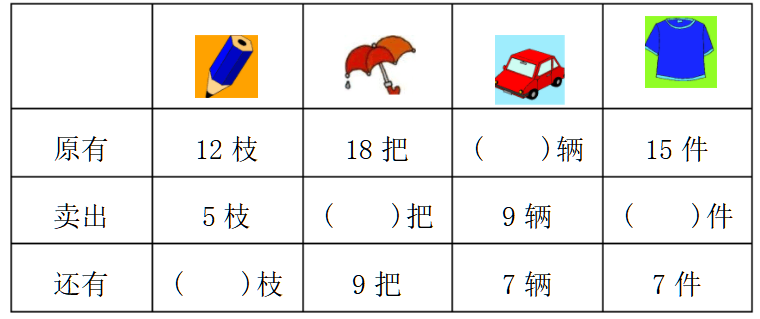 原有 12 枝 18 把 (　　)辆 15 件
卖出 5 枝 (　　)把 9 辆 (　　)件
还有 (　　)枝 9 把 7 辆 7 件